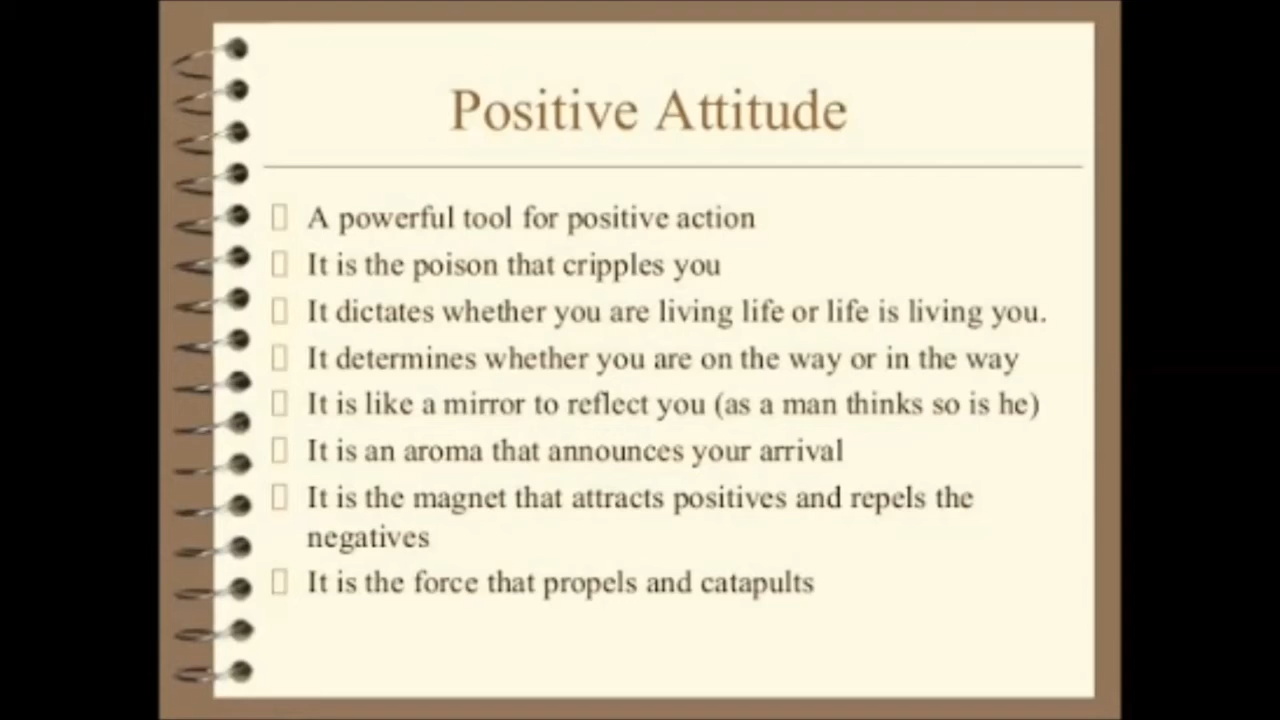 Positive Attitude
A powerful tool for positive action
It is the poison that cripples you
It dictates whether you are living life or life is living you.
It determines whether you are on the way or in the way
It is like a mirror to reflect you (as a man thinks so is he)
It is an aroma that announces your arrival
It is the magnet that attracts positives and repels the
negatives
It is the force that propels and catapults